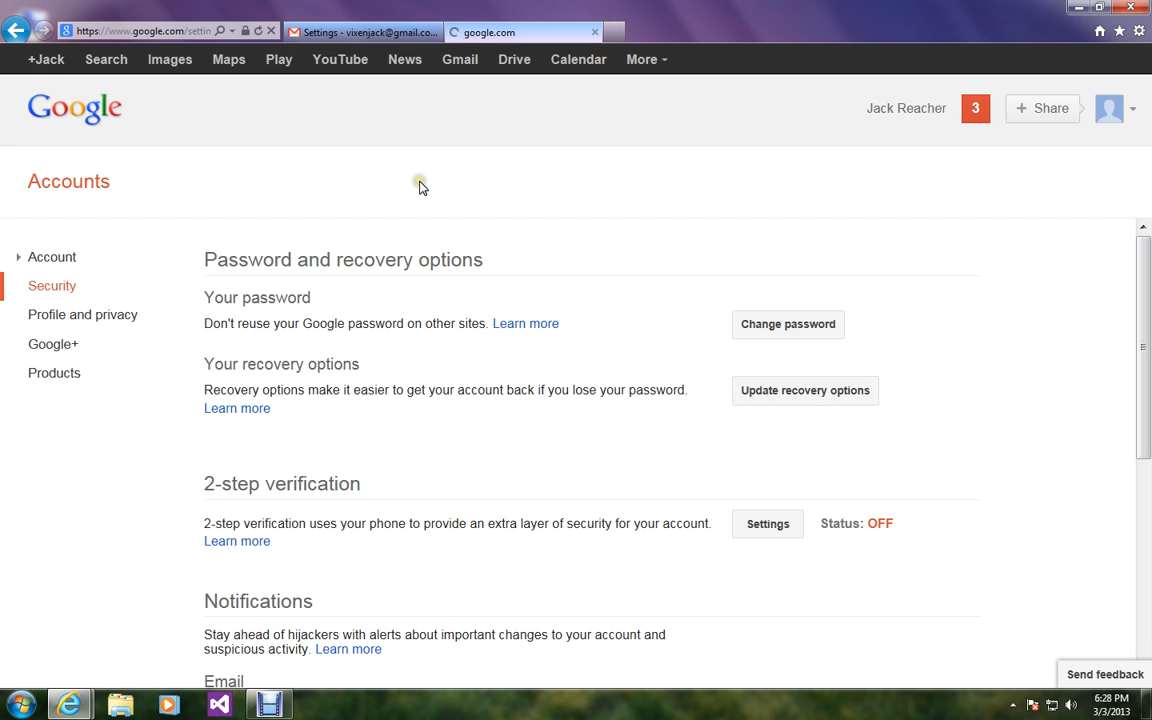 https://www.google.com/settin
Settings - vixenjack@gmail.co...
google.com
+Jack Search Images Maps Play YouTube News Gmail Drive Calendar More
Google
Jack Reacher 3 + Share
Accounts
Account
Security
Profile and privacy
Google+
Products
Password and recovery options
Your password
Don't reuse your Google password on other sites. Learn more
Change password
Your recovery options
Recovery options make it easier to get your account back if you lose your password.
Learn more
Update recovery options
2-step verification
2-step verification uses your phone to provide an extra layer of security for your account.
Learn more
Settings
Status: OFF
Notifications
Stay ahead of hijackers with alerts about important changes to your account and
suspicious activity. Learn more
Email
Send feedback
6:28 PM
3/3/2013